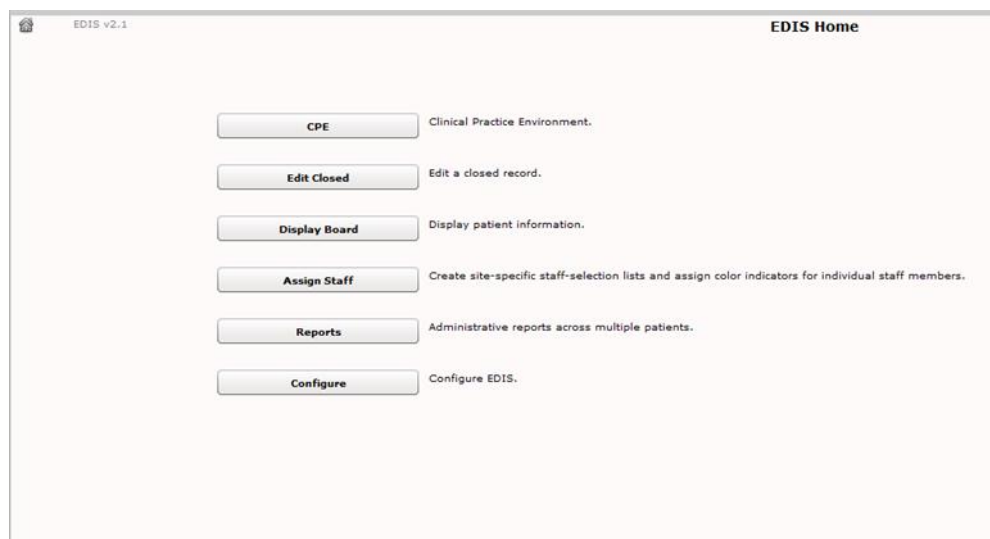 EDIS v2.1
EDIS Home
CPE
Clinical Practice Environment.
Edit Closed
Edit a closed record.
Display Board
Display patient information.
Assign Staff
Create site-specific staff-selection lists and assign color indicators for individual staff members.
Reports
Administrative reports across multiple patients.
Configure
Configure EDIS.